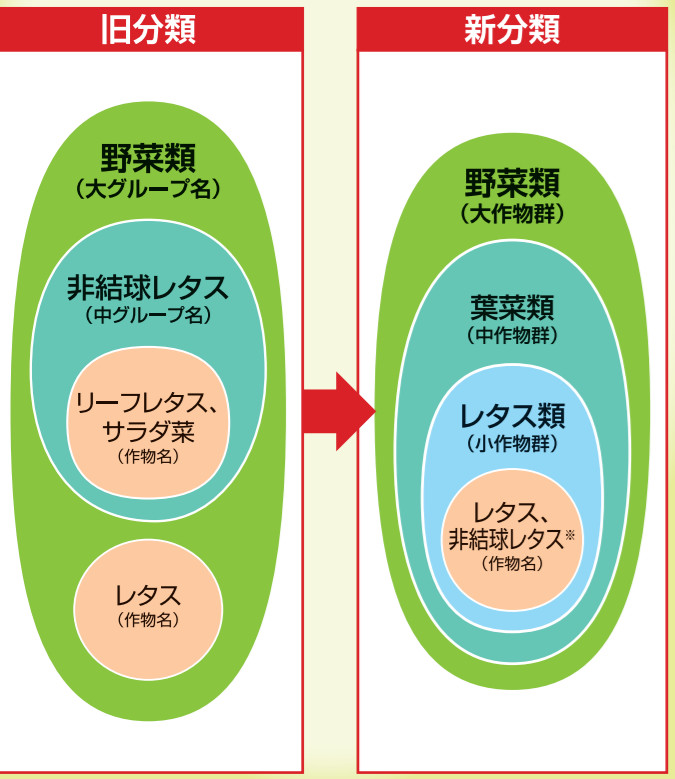 旧分類
野菜類
（大グループ名）
非結球レタス
（中グループ名）
リーフレタス、
サラダ菜
（作物名）
レタス
（作物名）
新分類
野菜類
（大作物群）
葉菜類
（中作物群）
レタス類
（小作物群）
レタス、
非結球レタス※
（作物名）